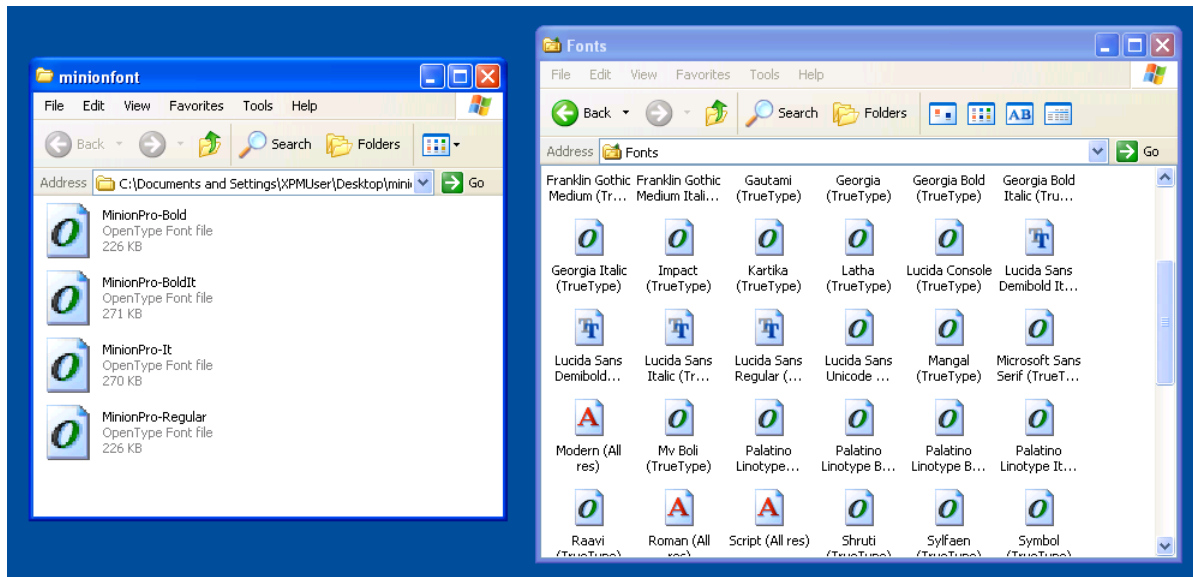 minionfont
File Edit View Favorites Tools Help
Back Search Folders
Address C:\Documents and Settings\XPMUser\Desktop\mini Go
MinionPro-Bold
OpenType Font file
226 KB
MinionPro-BoldIt
OpenType Font file
271 KB
MinionPro-It
OpenType Font file
270 KB
MinionPro-Regular
OpenType Font file
226 KB
Fonts
File Edit View Favorites Tools Help
Back Search Folders AB
Address Fonts Go
Franklin Gothic Franklin Gothic Gautami Georgia Georgia Bold Georgia Bold
Medium (Tr... Medium Itali... (TrueType) (TrueType) (TrueType) Italic (Tru...
Georgia Italic Impact Kartika Latha Lucida Console Lucida Sans
(TrueType) (TrueType) (TrueType) (TrueType) (TrueType) Demibold It...
Lucida Sans Lucida Sans Lucida Sans Lucida Sans Mangal Microsoft Sans
Demibold... Italic (Tr... Regular (... Unicode ... (TrueType) Serif (TrueT...
Modern (All Mv Boli Palatino Palatino Palatino Palatino
res) (TrueType) Linotype... Linotype B... Linotype B... Linotype It...
Raavi Roman (All Script (All res) Shruti Sylfaen Symbol
(TrueType) res) (TrueType) (TrueType) (TrueType)